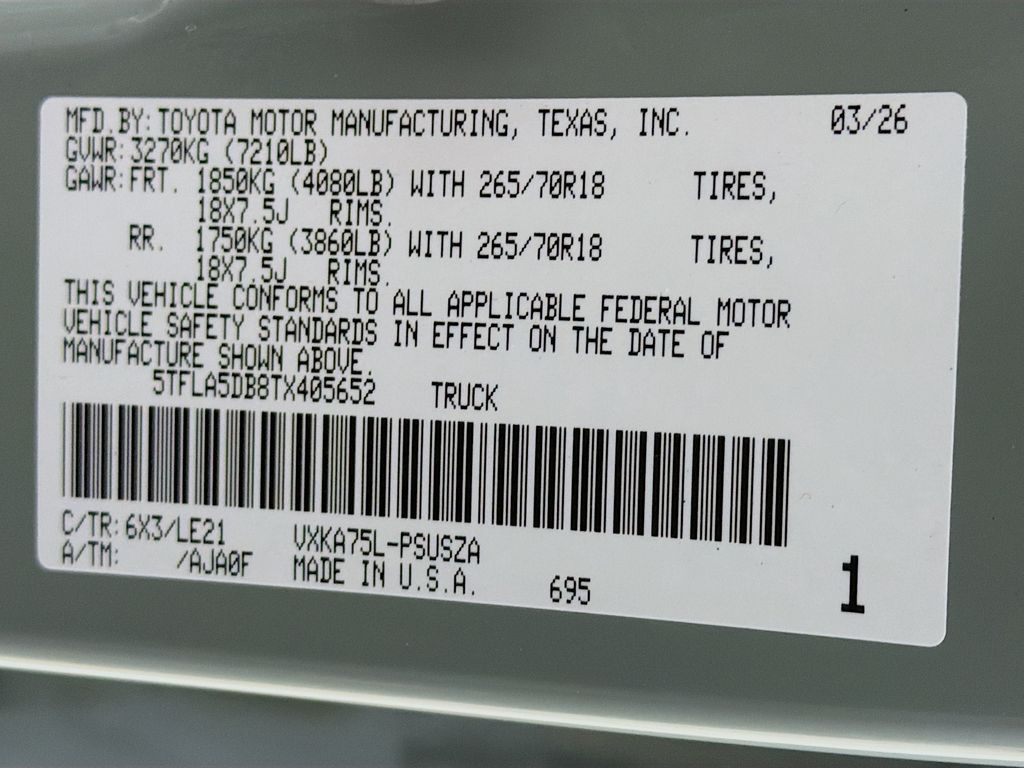 MFD.BY: TOYOTA MOTOR MANUFACTURING, TEXAS, INC. 03/26
GVWR: 3270KG (7210LB)
GAWR: FRT. 1850KG (4080LB) WITH 265/70R18 TIRES,
18X7.5J RIMS.
RR. 1750KG (3860LB) WITH 265/70R18 TIRES,
18X7.5J RIMS.
THIS VEHICLE CONFORMS TO ALL APPLICABLE FEDERAL MOTOR
VEHICLE SAFETY STANDARDS IN EFFECT ON THE DATE OF
MANUFACTURE SHOWN ABOVE.
5TFLA5DB8TX405652 TRUCK
C/TR: 6X3/LE21 VXKA75L-PSUSZA
A/TM: /AJA0F MADE IN U.S.A. 695 1